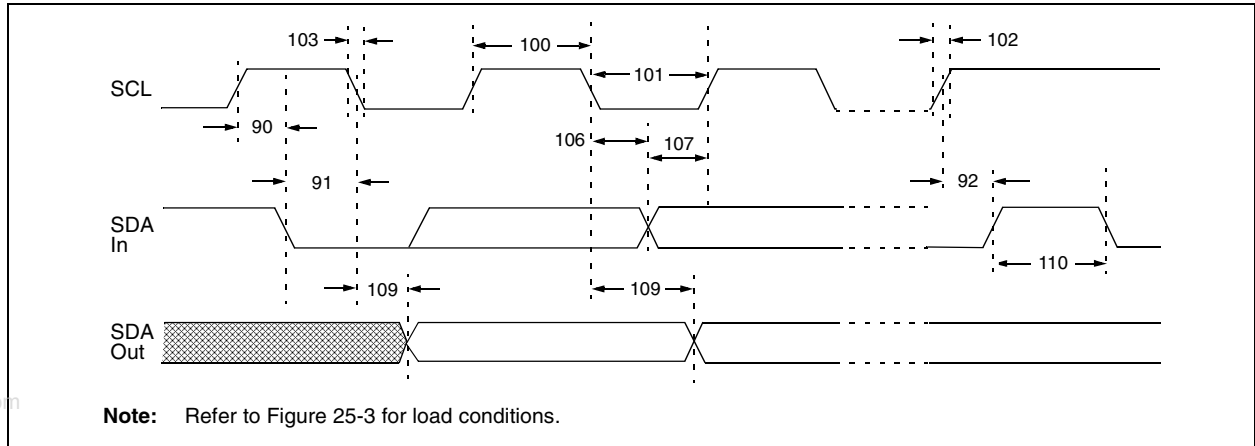 103
100
102
101
SCL
90
106
107
91
92
SDA
In
110
109
109
SDA
Out
om
Note: Refer to Figure 25-3 for load conditions.